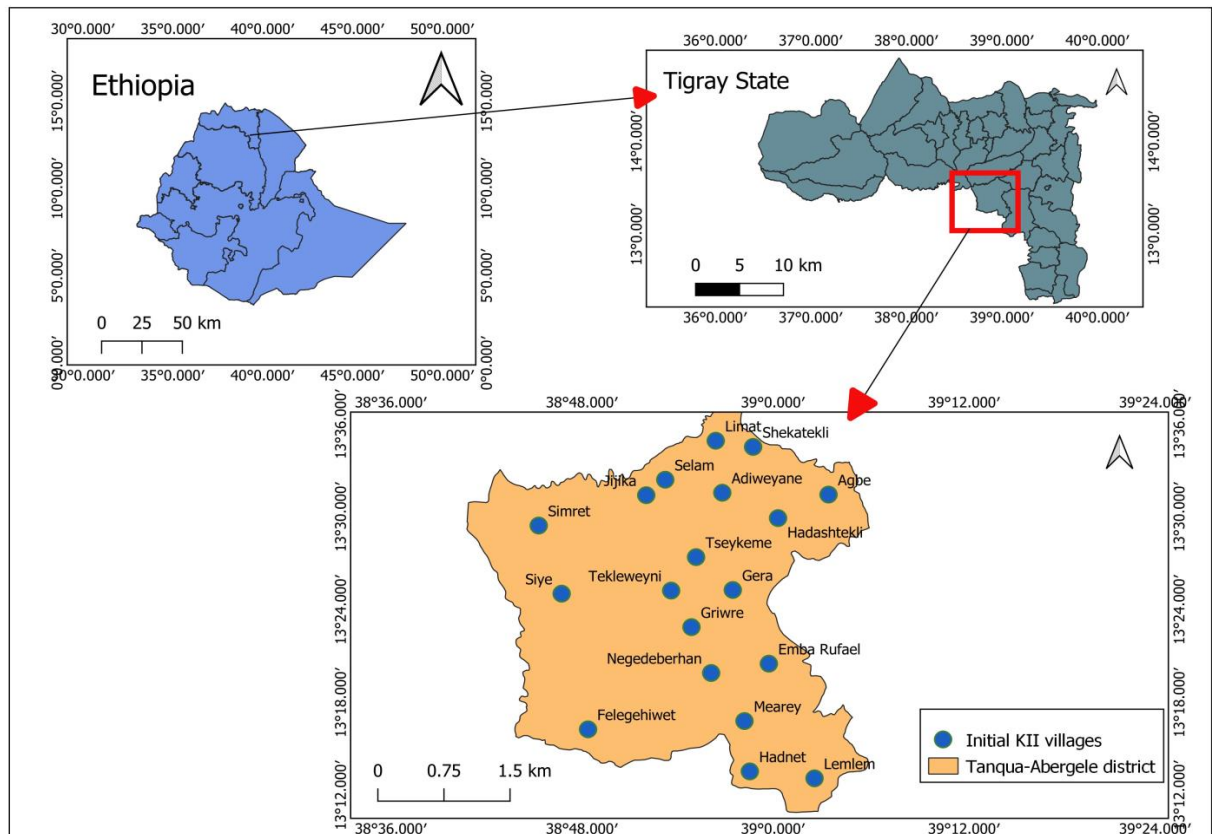 30°0.000′ 35°0.000′ 40°0.000′ 45°0.000′ 50°0.000′
Ethiopia
15°0.000′
10°0.000′
5°0.000′
0°0.000′
15°0.000′
10°0.000′
5°0.000′
0°0.000′
0 25 50 km
30°0.000′ 35°0.000′ 40°0.000′ 45°0.000′ 50°0.000′
36°0.000′ 37°0.000′ 38°0.000′ 39°0.000′ 40°0.000′
Tigray State
14°0.000′
13°0.000′
14°0.000′
13°0.000′
0 5 10 km
36°0.000′ 37°0.000′ 38°0.000′ 39°0.000′ 40°0.000′
38°36.000′ 38°48.000′ 39°0.000′ 39°12.000′ 39°24.000′
13°36.000′
13°30.000′
13°24.000′
13°18.000′
13°12.000′
13°36.000′
13°30.000′
13°24.000′
13°18.000′
13°12.000′
Limat
Shekatekli
Selam
Jijika
Adiweyane
Agbe
Simret
Hadashtekli
Tseykeme
Siye
Tekleweyni
Gera
Griwre
Emba Rufael
Negedeberhan
Felegehiwet
Mearey
Hadnet
Lemlem
0 0.75 1.5 km
Initial KII villages
Tanqua-Abergele district
38°36.000′ 38°48.000′ 39°0.000′ 39°12.000′ 39°24.000′